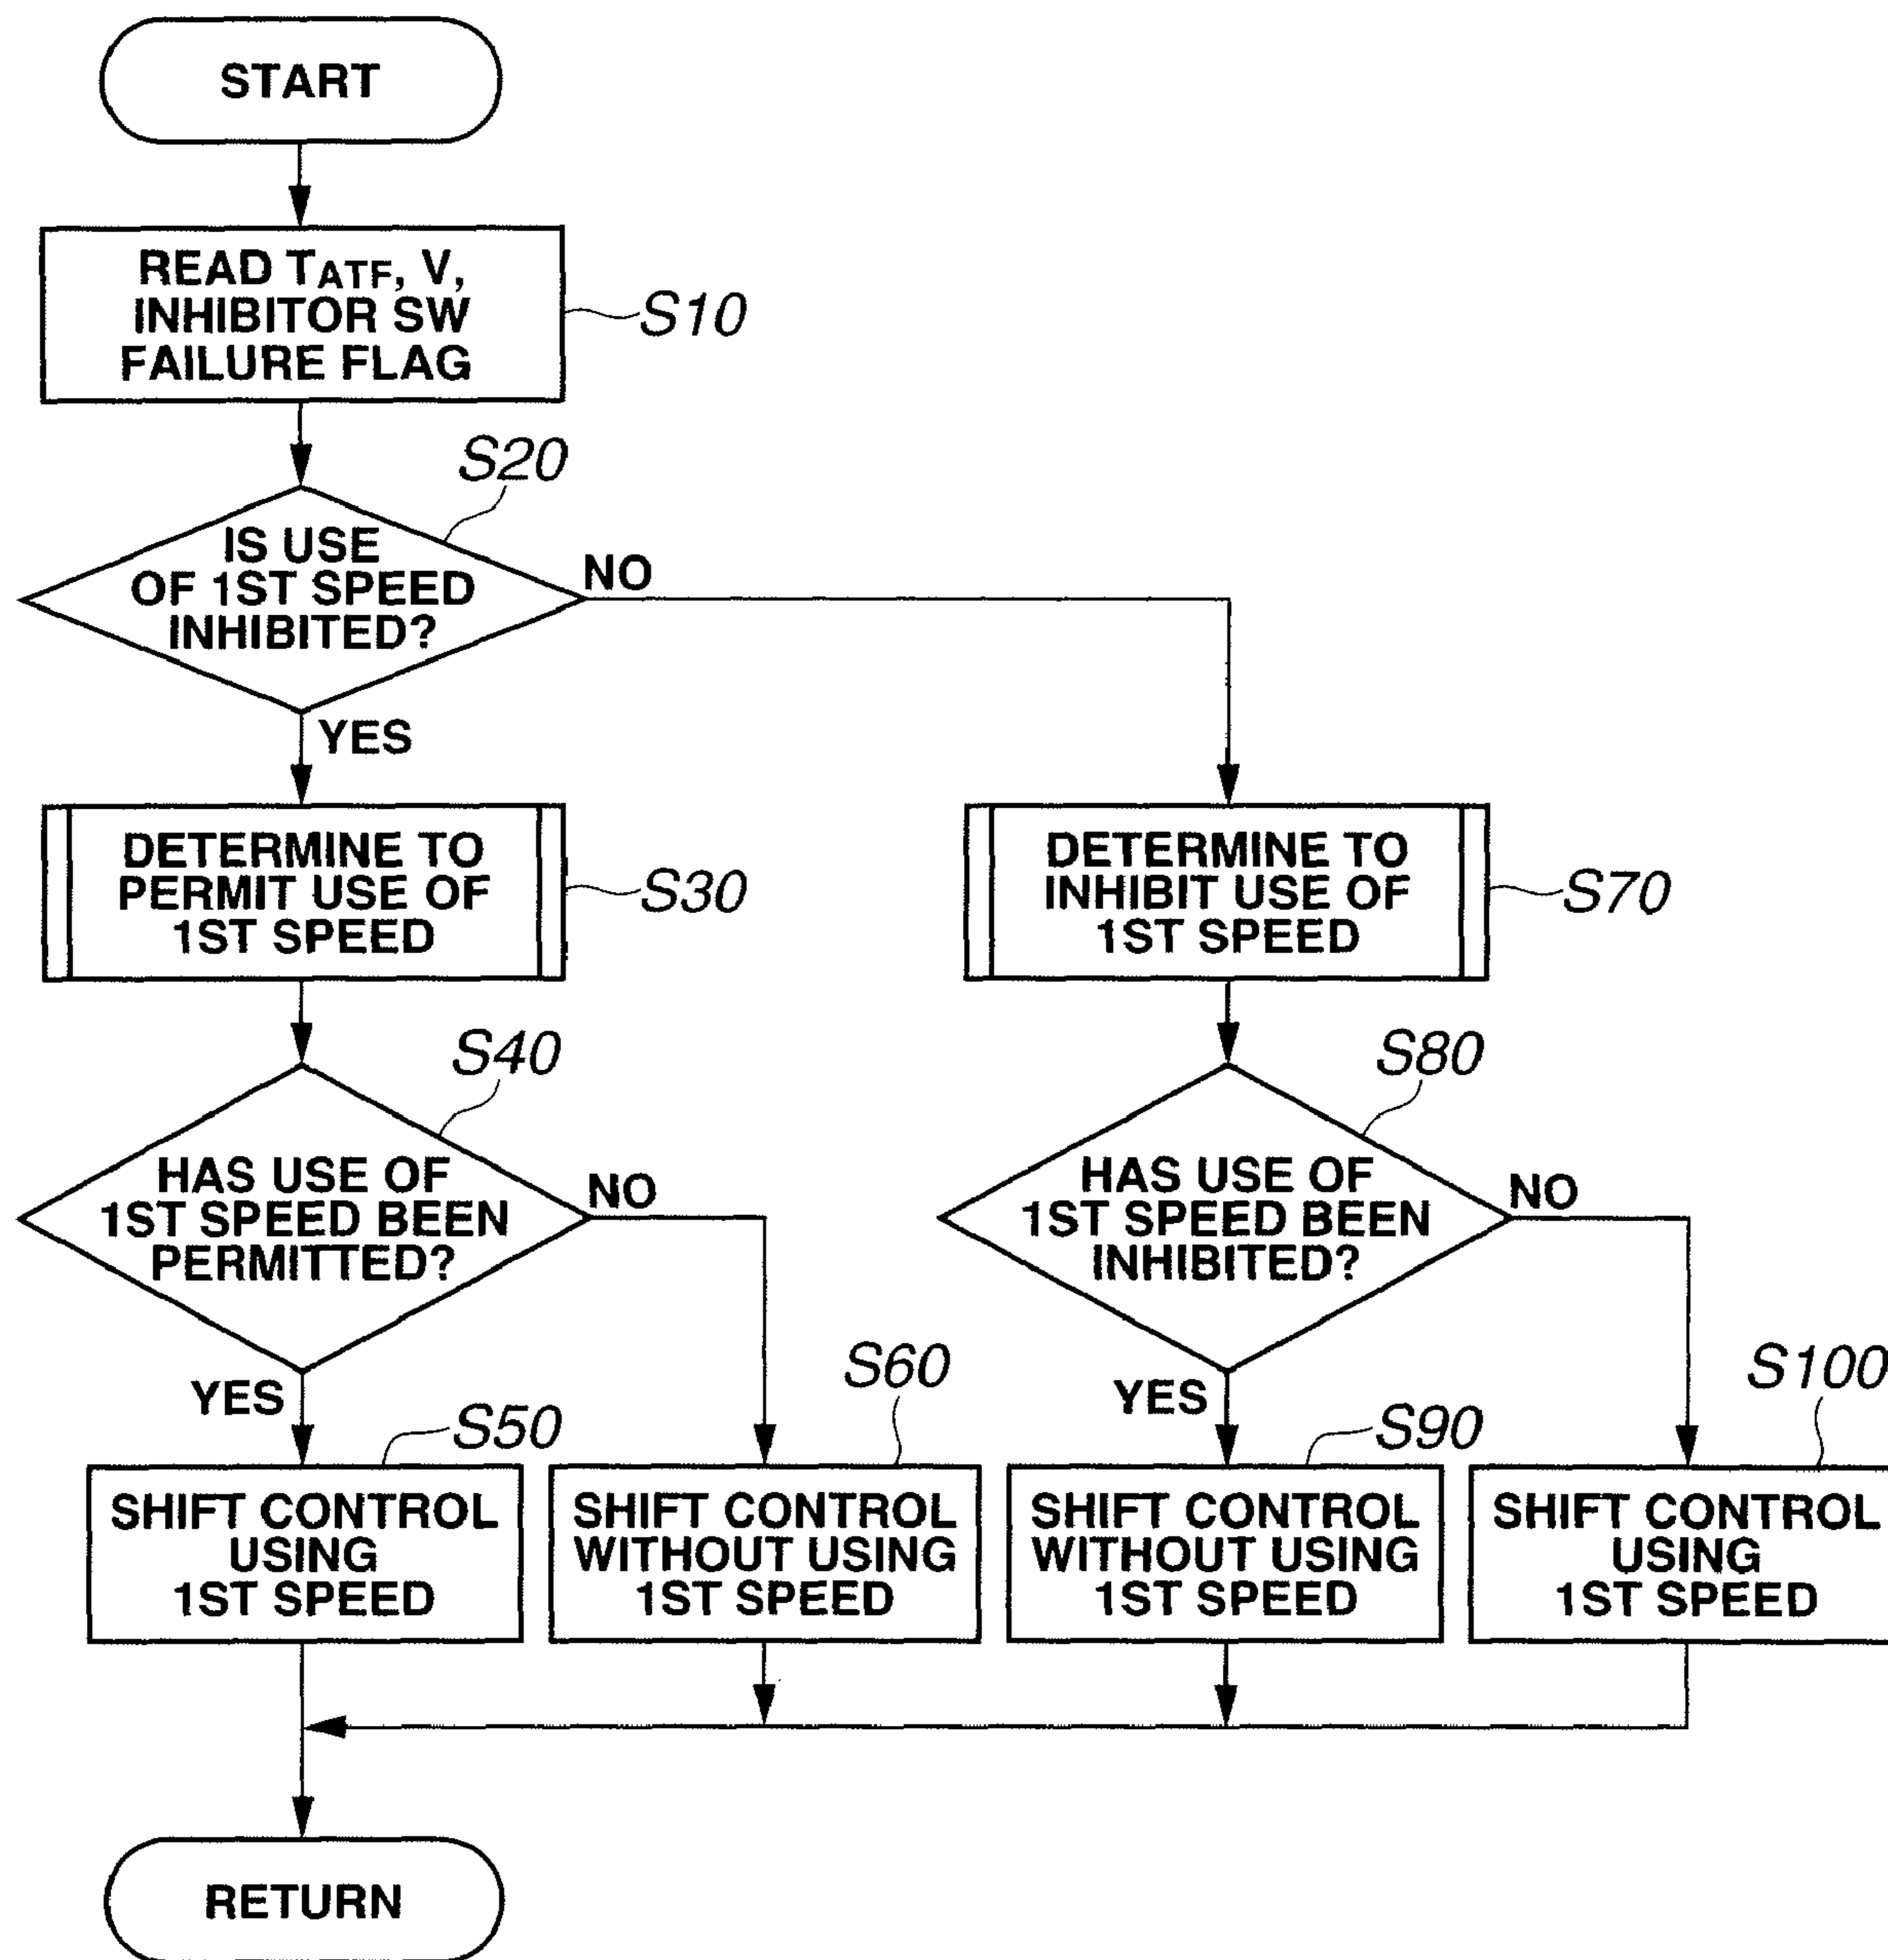 START
READ TATF, V,
INHIBITOR SW
FAILURE FLAG
S10
S20
IS USE
OF 1ST SPEED
INHIBITED?
NO
YES
DETERMINE TO
PERMIT USE OF
1ST SPEED
S30
DETERMINE TO
INHIBIT USE OF
1ST SPEED
S70
S40
HAS USE OF
1ST SPEED BEEN
PERMITTED?
NO
YES
S80
HAS USE OF
1ST SPEED BEEN
INHIBITED?
NO
YES
S50
SHIFT CONTROL
USING
1ST SPEED
S60
SHIFT CONTROL
WITHOUT USING
1ST SPEED
S90
SHIFT CONTROL
WITHOUT USING
1ST SPEED
S100
SHIFT CONTROL
USING
1ST SPEED
RETURN